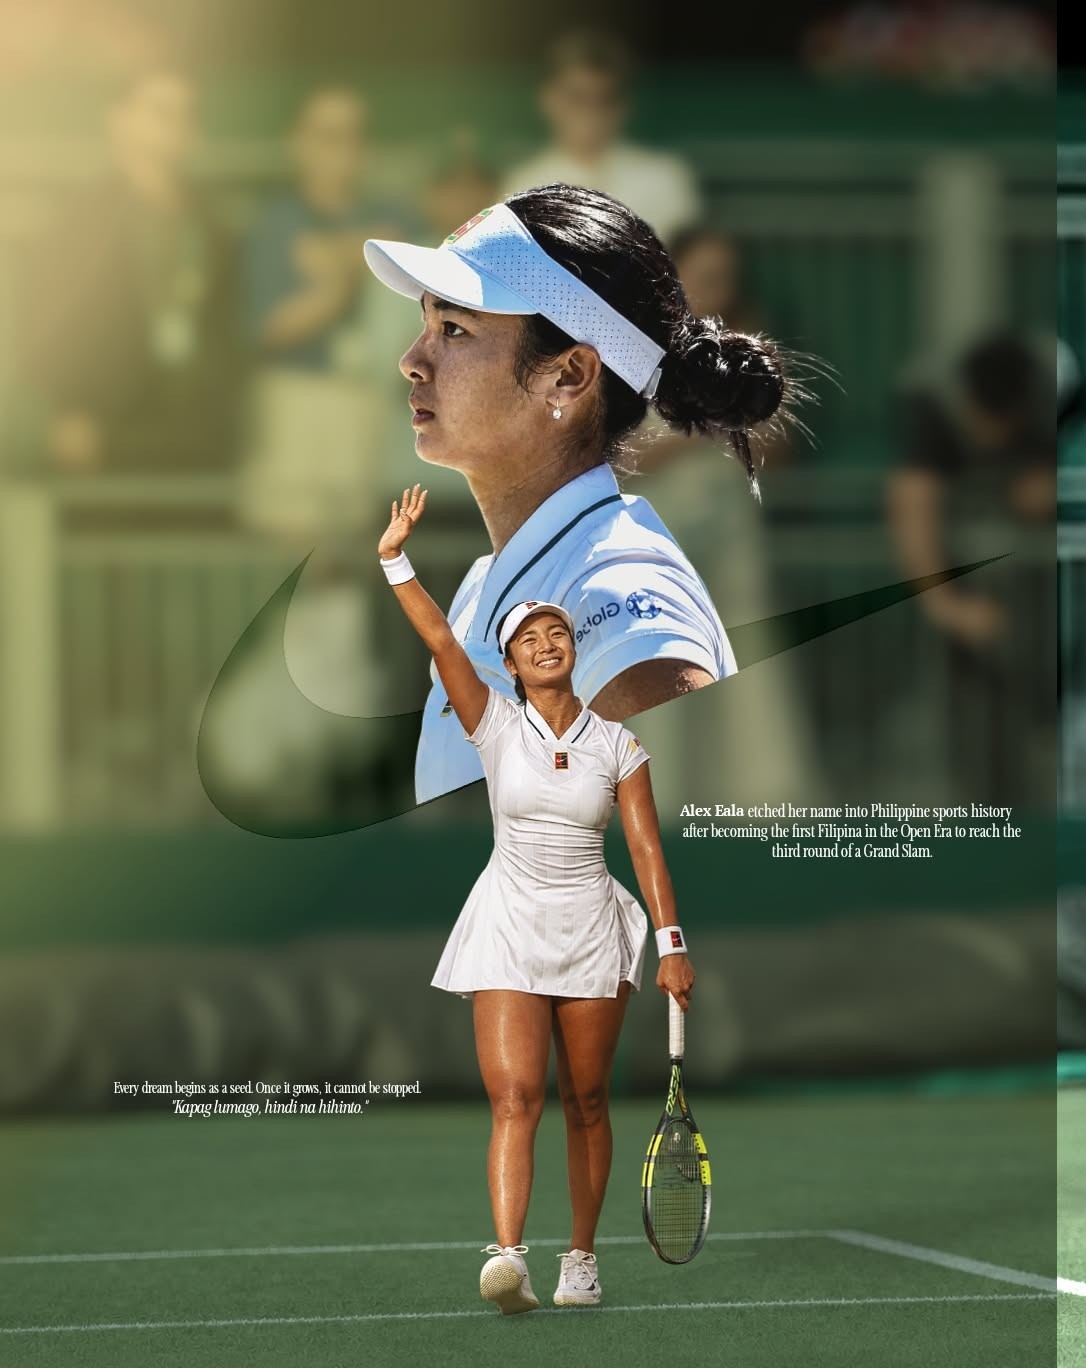 Globe
Alex Eala etched her name into Philippine sports history
after becoming the first Filipina in the Open Era to reach the
third round of a Grand Slam.
Every dream begins as a seed. Once it grows, it cannot be stopped.
"Kapag lumago, hindi na hihinto."